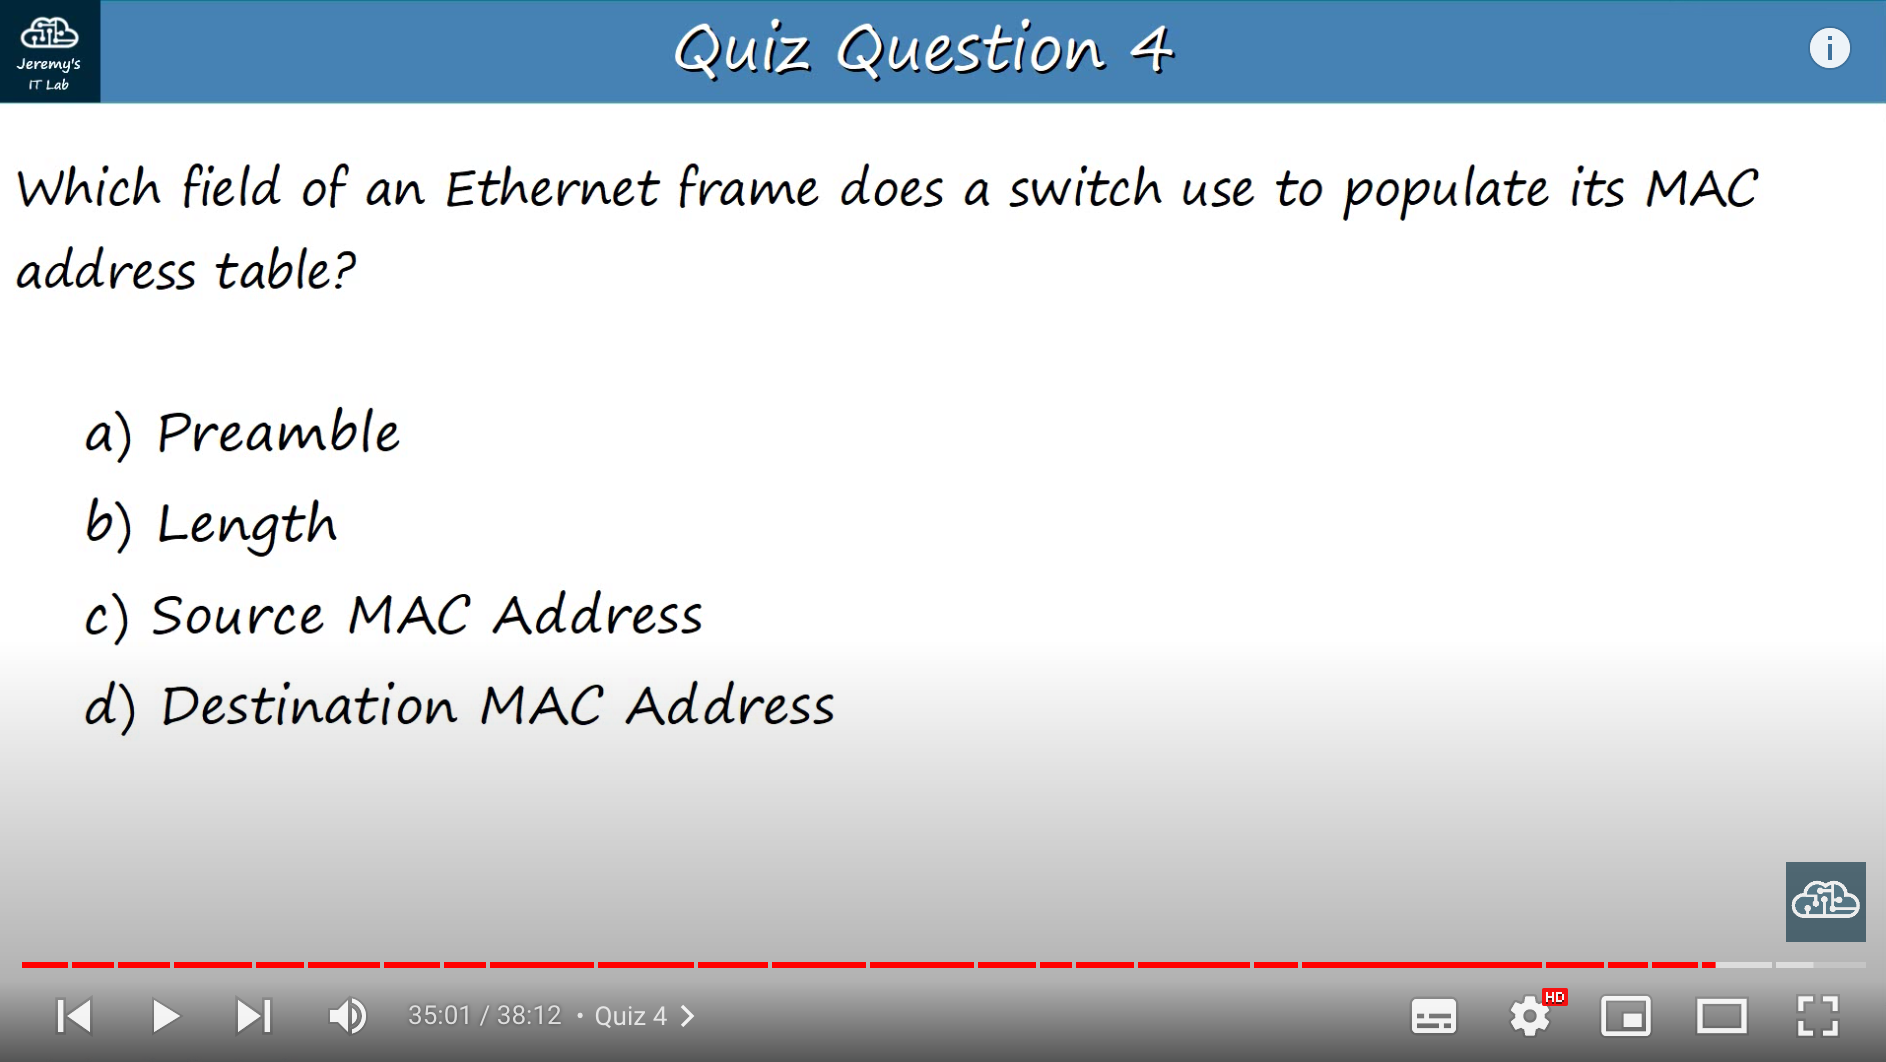 Jeremy's
IT Lab
Quiz Question 4
Which field of an Ethernet frame does a switch use to populate its MAC
address table?
a) Preamble
b) Length
c) Source MAC Address
d) Destination MAC Address
35:01 / 38:12 • Quiz 4
HD